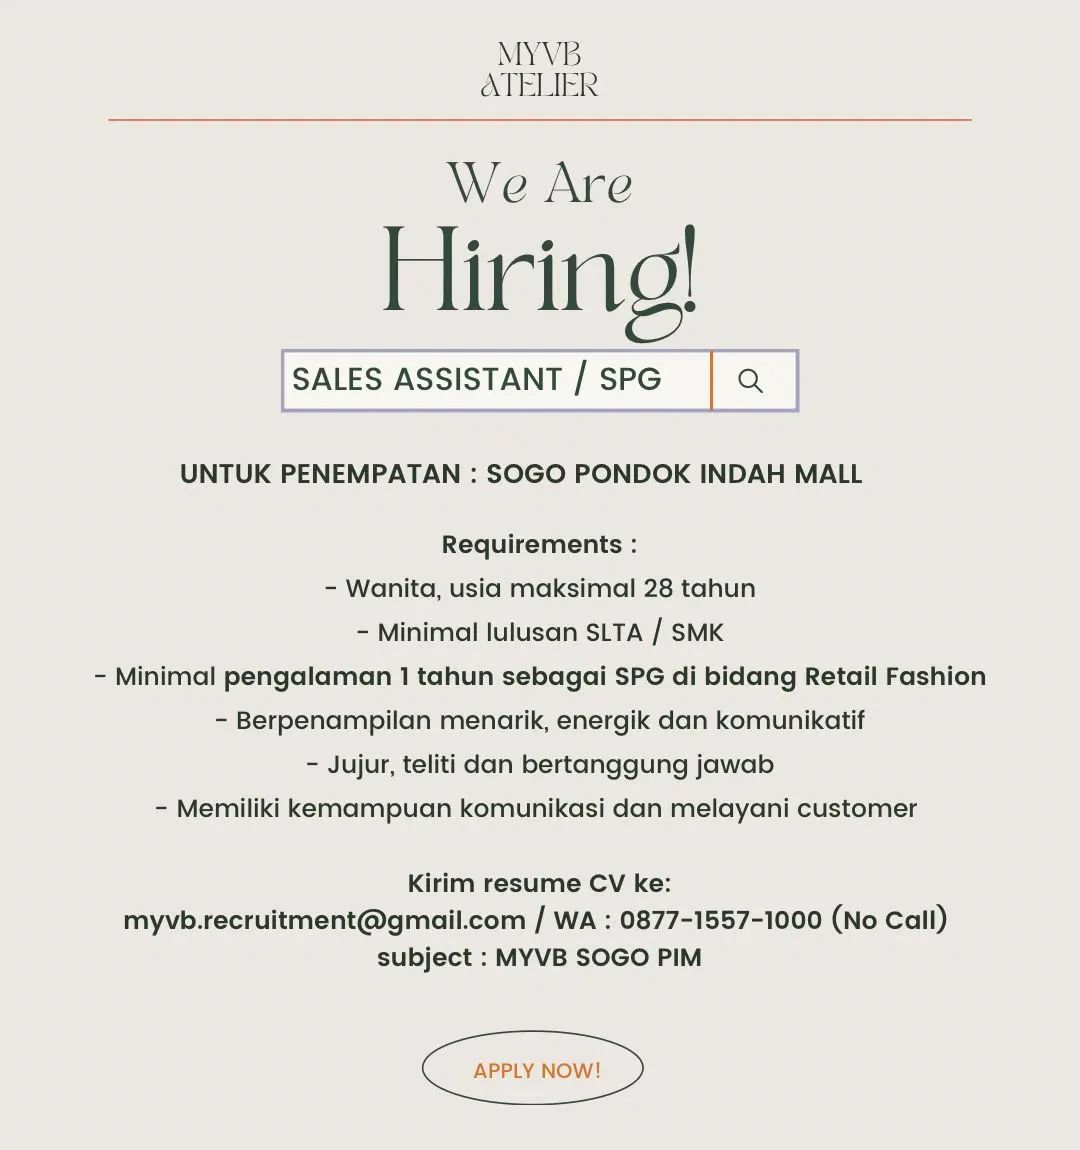 MYVB
ATELIER
We Are
Hiring!
SALES ASSISTANT / SPG
UNTUK PENEMPATAN : SOGO PONDOK INDAH MALL
Requirements :
- Wanita, usia maksimal 28 tahun
- Minimal lulusan SLTA / SMK
- Minimal pengalaman 1 tahun sebagai SPG di bidang Retail Fashion
- Berpenampilan menarik, energik dan komunikatif
- Jujur, teliti dan bertanggung jawab
- Memiliki kemampuan komunikasi dan melayani customer
Kirim resume CV ke:
myvb.recruitment@gmail.com / WA : 0877-1557-1000 (No Call)
subject : MYVB SOGO PIM
APPLY NOW!